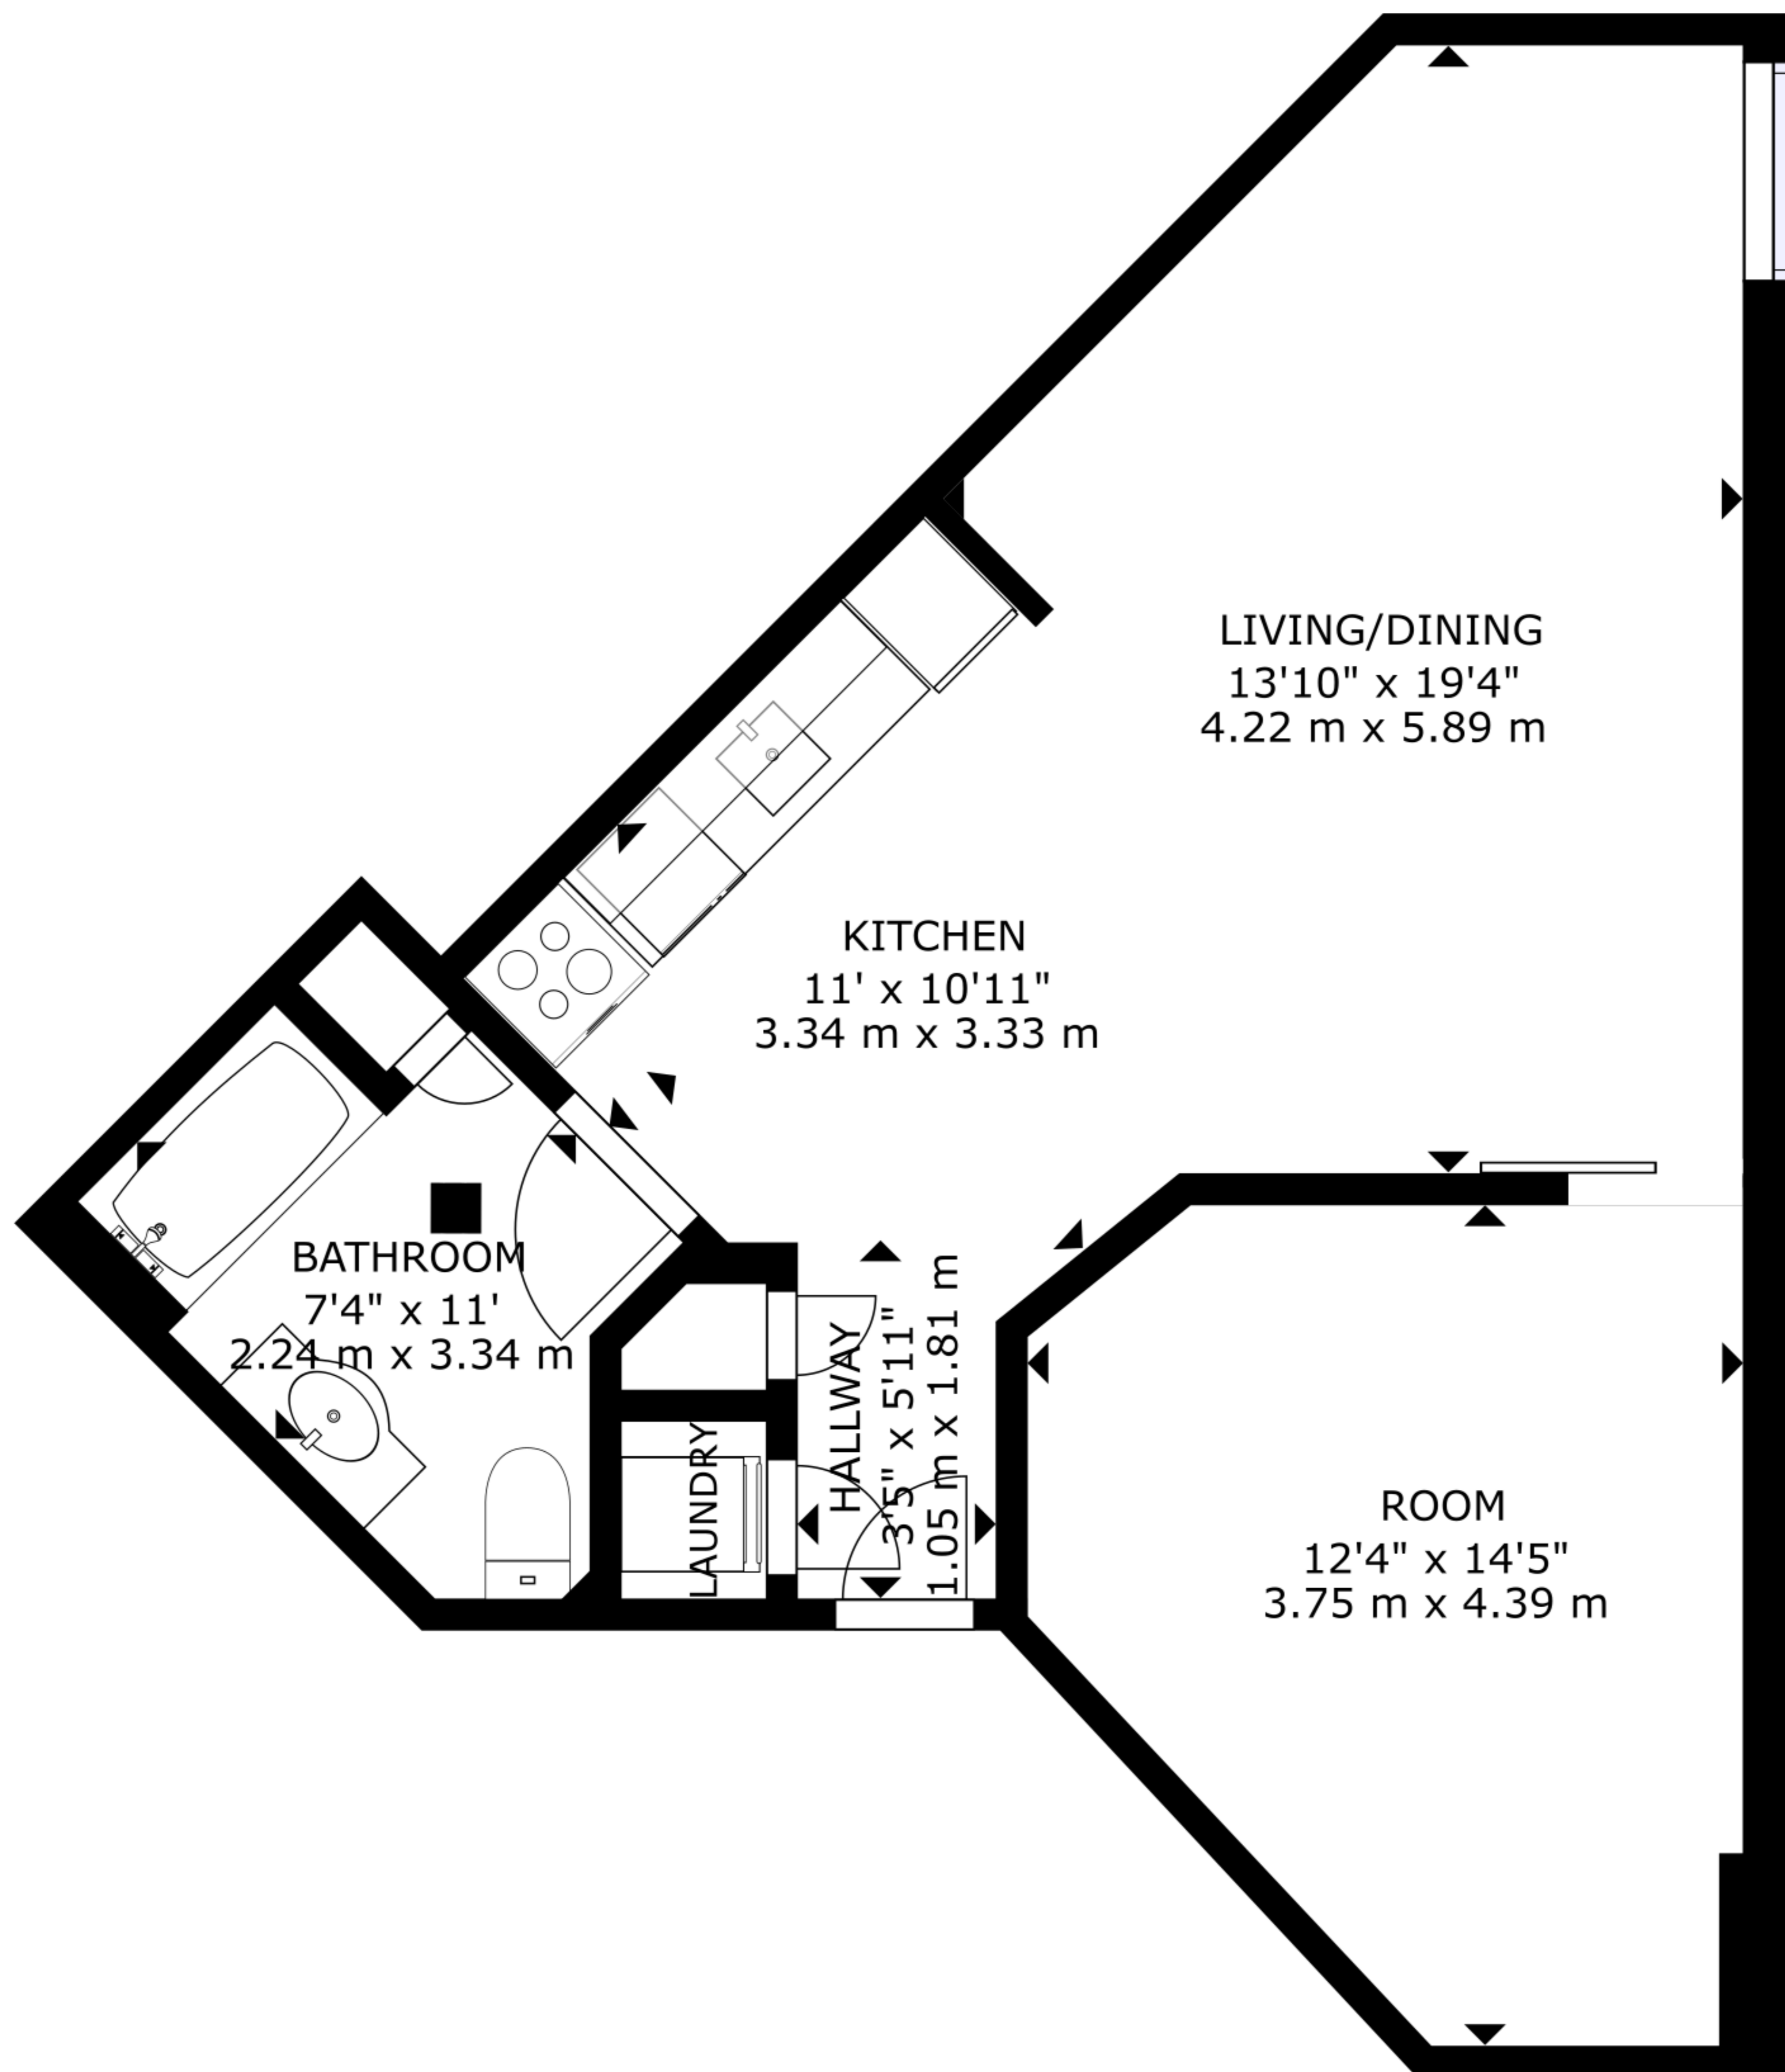 LIVING/DINING
13'10" x 19'4"
4.22 m x 5.89 m
KITCHEN
11' x 10'11"
3.34 m x 3.33 m
BATHROOM
7'4" x 11'
2.24 m x 3.34 m
LAUNDRY
HALLWAY
3'5" x 5'11"
1.05 m x 1.81 m
ROOM
12'4" x 14'5"
3.75 m x 4.39 m